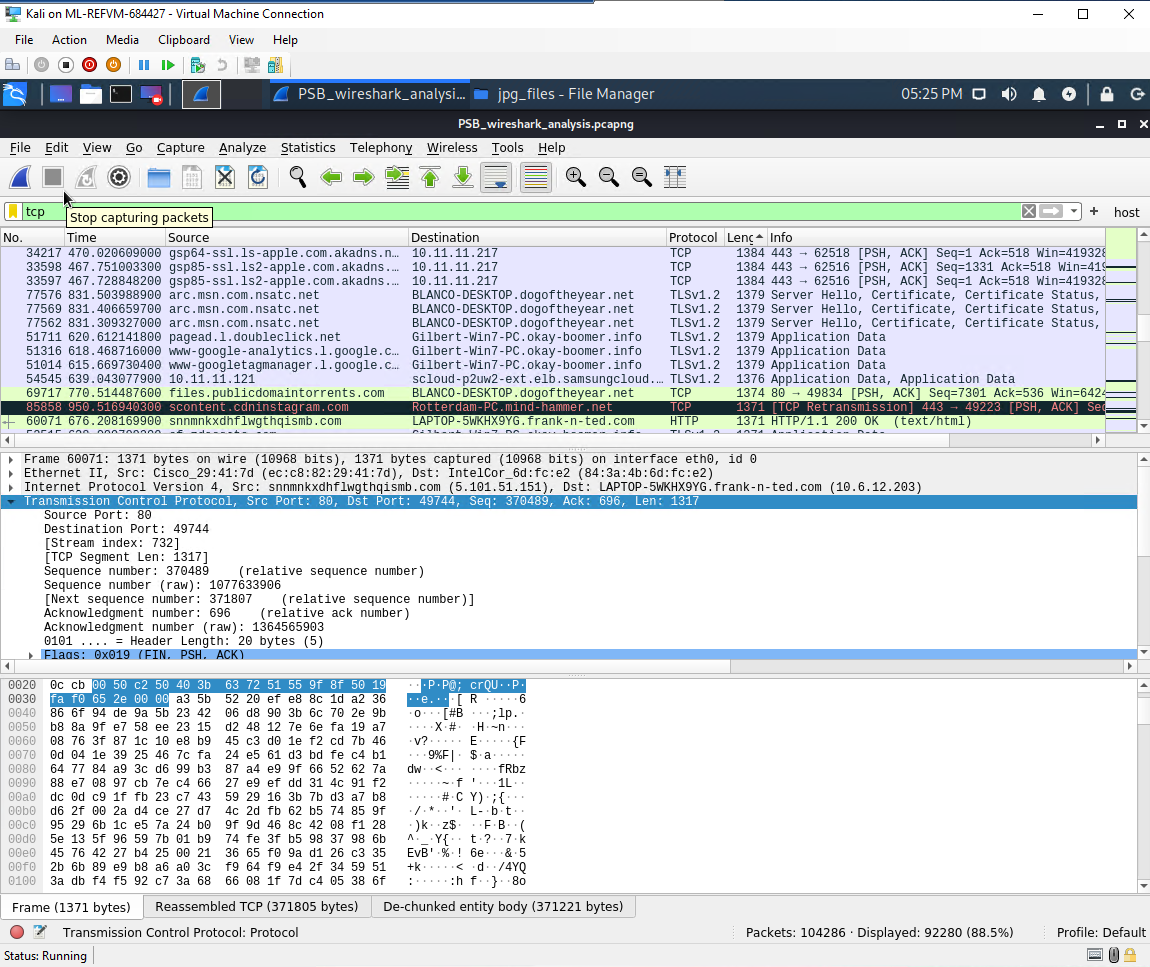 Kali on ML-REFVM-684427 - Virtual Machine Connection
File Action Media Clipboard View Help
PSB_wireshark_analysi... jpg_files - File Manager 05:25 PM
PSB_wireshark_analysis.pcapng
File Edit View Go Capture Analyze Statistics Telephony Wireless Tools Help
tcp
+ host
Stop capturing packets
No. Time Source Destination Protocol Leng Info
34217 470.020609000 gsp64-ssl.ls-apple.com.akadns.n… 10.11.11.217 TCP 1384 443 → 62518 [PSH, ACK] Seq=1 Ack=518 Win=419328
33598 467.751003300 gsp85-ssl.ls2-apple.com.akadns.… 10.11.11.217 TCP 1384 443 → 62516 [PSH, ACK] Seq=1331 Ack=518 Win=419
33597 467.728848200 gsp85-ssl.ls2-apple.com.akadns.… 10.11.11.217 TCP 1384 443 → 62516 [PSH, ACK] Seq=1 Ack=518 Win=419328
77576 831.503988900 arc.msn.com.nsatc.net BLANCO-DESKTOP.dogoftheyear.net TLSv1.2 1379 Server Hello, Certificate, Certificate Status,
77569 831.406659700 arc.msn.com.nsatc.net BLANCO-DESKTOP.dogoftheyear.net TLSv1.2 1379 Server Hello, Certificate, Certificate Status,
77562 831.309327000 arc.msn.com.nsatc.net BLANCO-DESKTOP.dogoftheyear.net TLSv1.2 1379 Server Hello, Certificate, Certificate Status,
51711 620.612141800 pagead.l.doubleclick.net Gilbert-Win7-PC.okay-boomer.info TLSv1.2 1379 Application Data
51316 618.468716000 www-google-analytics.l.google.c… Gilbert-Win7-PC.okay-boomer.info TLSv1.2 1379 Application Data
51014 615.669730400 www-googletagmanager.l.google.c… Gilbert-Win7-PC.okay-boomer.info TLSv1.2 1379 Application Data
54545 639.043077900 10.11.11.121 scloud-p2uw2-ext.elb.samsungcloud.… TLSv1.2 1376 Application Data, Application Data
69717 770.514487600 files.publicdomaintorrents.com BLANCO-DESKTOP.dogoftheyear.net TCP 1374 80 → 49834 [PSH, ACK] Seq=7301 Ack=536 Win=6424
85858 950.516940300 scontent.cdninstagram.com Rotterdam-PC.mind-hammer.net TCP 1371 [TCP Retransmission] 443 → 49223 [PSH, ACK] Sec
60071 676.208169900 snnmnkxdhflwgthqismb.com LAPTOP-5WKHX9YG.frank-n-ted.com HTTP 1371 HTTP/1.1 200 OK (text/html)
Frame 60071: 1371 bytes on wire (10968 bits), 1371 bytes captured (10968 bits) on interface eth0, id 0
Ethernet II, Src: Cisco_29:41:7d (ec:c8:82:29:41:7d), Dst: IntelCor_6d:fc:e2 (84:3a:4b:6d:fc:e2)
Internet Protocol Version 4, Src: snnmnkxdhflwgthqismb.com (5.101.51.151), Dst: LAPTOP-5WKHX9YG.frank-n-ted.com (10.6.12.203)
Transmission Control Protocol, Src Port: 80, Dst Port: 49744, Seq: 370489, Ack: 696, Len: 1317
Source Port: 80
Destination Port: 49744
[Stream index: 732]
[TCP Segment Len: 1317]
Sequence number: 370489 (relative sequence number)
Sequence number (raw): 1077633906
[Next sequence number: 371807 (relative sequence number)]
Acknowledgment number: 696 (relative ack number)
Acknowledgment number (raw): 1364565903
0101 .... = Header Length: 20 bytes (5)
Flags: 0x019 (FIN, PSH, ACK)
0020 0c cb 00 50 c2 50 40 3b 63 72 51 55 9f 8f 50 19 ···P·P@; crQU··P·
0030 fa f0 65 2e 00 00 a3 5b 52 20 ef e8 8c 1d a2 36 ··e.···[ R ·····6
0040 86 6f 94 de 9a 5b 23 42 06 d8 90 3b 6c 70 2e 9b ·o···[#B ···;lp.·
0050 b8 8a 9f e7 58 ee 23 15 d2 48 12 7e 6e fa 19 a7 ····X·#· ·H·~n···
0060 08 76 3f 87 1c 10 e8 b9 45 c3 d0 1e f2 cd 7b 46 ·v?····· E·····{F
0070 0d 04 1e 39 25 46 7c fa 24 e5 61 d3 bd fe c4 b1 ···9%F|· $·a·····
0080 64 77 84 a9 3c d6 99 b3 87 a4 e9 9f 66 52 62 7a dw··<··· ····fRbz
0090 88 e7 08 97 cb 7e c4 66 27 e9 ef dd 31 4c 91 f2 ·····~·f '···1L··
00a0 dc 0d c9 1f fb 23 c7 43 59 29 16 3b 7b d3 a7 b8 ·····#·C Y)·;{···
00b0 d6 2f 00 2a d4 ce 27 d7 4c 2d fb 62 b5 74 85 9f ·/·*··'· L-·b·t··
00c0 95 29 6b 1c e5 7a 24 b0 9f 9d 46 8c 42 08 f1 28 ·)k··z$· ··F·B··(
00d0 5e 13 5f 96 59 7b 01 b9 74 fe 3f b5 98 37 98 6b ^·_·Y{·· t·?··7·k
00e0 45 76 42 27 b4 25 00 21 36 65 f0 9a d1 26 c3 35 EvB'·%·! 6e···&·5
00f0 2b 6b 89 e9 b8 a6 a0 3c f9 64 f9 e4 2f 34 59 51 +k·····< ·d··/4YQ
0100 3a db f4 f5 92 c7 3a 68 66 08 1f 7d c4 05 38 6f :·····:h f··}··8o
Frame (1371 bytes) Reassembled TCP (371805 bytes) De-chunked entity body (371221 bytes)
Transmission Control Protocol: Protocol Packets: 104286 · Displayed: 92280 (88.5%) Profile: Default
Status: Running